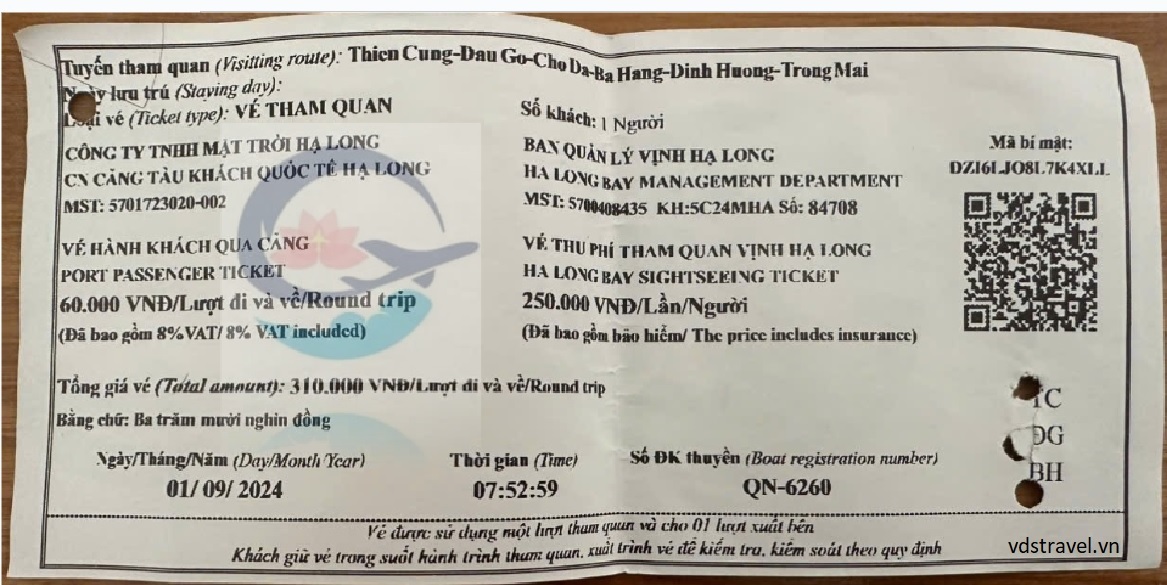 Tuyến tham quan (Visitting route): Thien Cung-Dau Go-Cho Da-Ba Hang-Dinh Huong-Trong Mai
Ngày lưu trú (Staying day):
Loại vé (Ticket type): VÉ THAM QUAN
Số khách: 1 Người
CÔNG TY TNHH MẶT TRỜI HẠ LONG
CN CẢNG TÀU KHÁCH QUỐC TẾ HẠ LONG
MST: 5701723020-002
BAN QUẢN LÝ VỊNH HẠ LONG
HA LONG BAY MANAGEMENT DEPARTMENT
MST: 5700408435 KH:5C24MHA Số: 84708
Mã bí mật:
DZI6LJO8L7K4XLL
VÉ HÀNH KHÁCH QUA CẢNG
PORT PASSENGER TICKET
60.000 VNĐ/Lượt đi và về/Round trip
(Đã bao gồm 8%VAT/ 8% VAT included)
VÉ THU PHÍ THAM QUAN VỊNH HẠ LONG
HA LONG BAY SIGHTSEEING TICKET
250.000 VNĐ/Lần/Người
(Đã bao gồm bảo hiểm/ The price includes insurance)
Tổng giá vé (Total amount): 310.000 VNĐ/Lượt đi và về/Round trip
Bằng chữ: Ba trăm mười nghìn đồng
TC
ĐG
BH
Ngày/Tháng/Năm (Day/Month/Year)
01/ 09/ 2024
Thời gian (Time)
07:52:59
Số ĐK thuyền (Boat registration number)
QN-6260
Vé được sử dụng một lượt tham quan và cho 01 lượt xuất bến
Khách giữ vé trong suốt hành trình tham quan, xuất trình vé để kiểm tra, kiểm soát theo quy định
vdstravel.vn